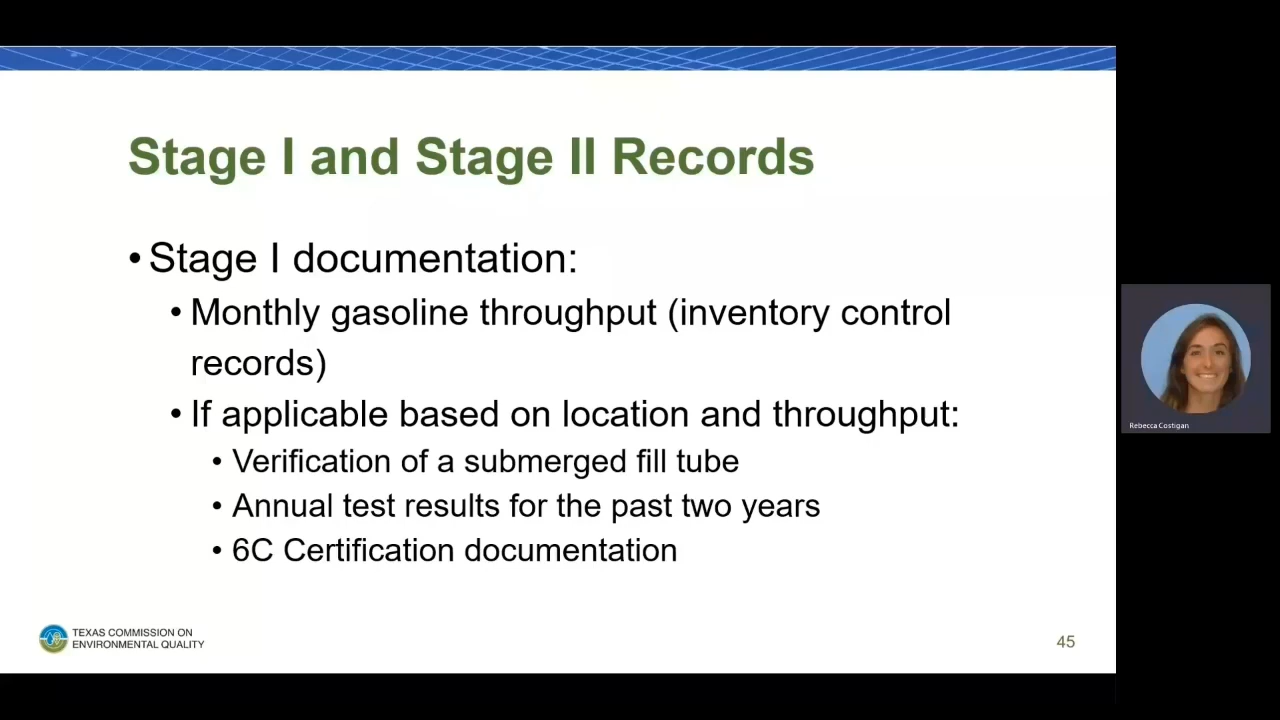 Stage I and Stage II Records
• Stage I documentation:
• Monthly gasoline throughput (inventory control
records)
• If applicable based on location and throughput:
• Verification of a submerged fill tube
• Annual test results for the past two years
• 6C Certification documentation
TEXAS COMMISSION ON
ENVIRONMENTAL QUALITY
45
Rebecca Costigan